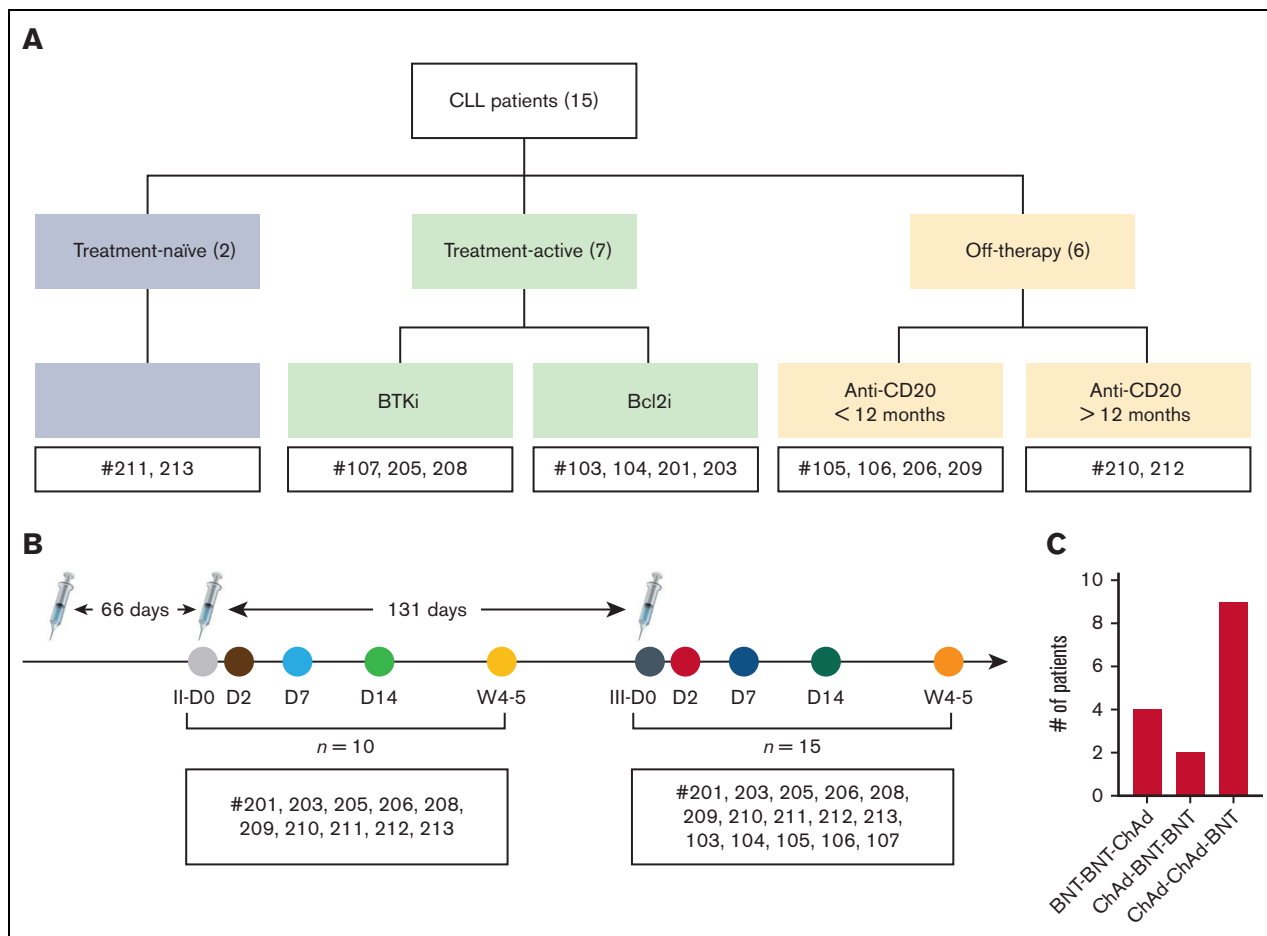 A
CLL patients (15)
Treatment-naïve (2)
Treatment-active (7)
Off-therapy (6)
BTKi
Bcl2i
Anti-CD20
< 12 months
Anti-CD20
> 12 months
#211, 213
#107, 205, 208
#103, 104, 201, 203
#105, 106, 206, 209
#210, 212
B
66 days
131 days
II-D0
D2
D7
D14
W4-5
III-D0
D2
D7
D14
W4-5
n = 10
n = 15
#201, 203, 205, 206, 208,
209, 210, 211, 212, 213
#201, 203, 205, 206, 208,
209, 210, 211, 212, 213,
103, 104, 105, 106, 107
C
# of patients
10
8
6
4
2
0
BNT-BNT-ChAd
ChAd-BNT-BNT
ChAd-ChAd-BNT